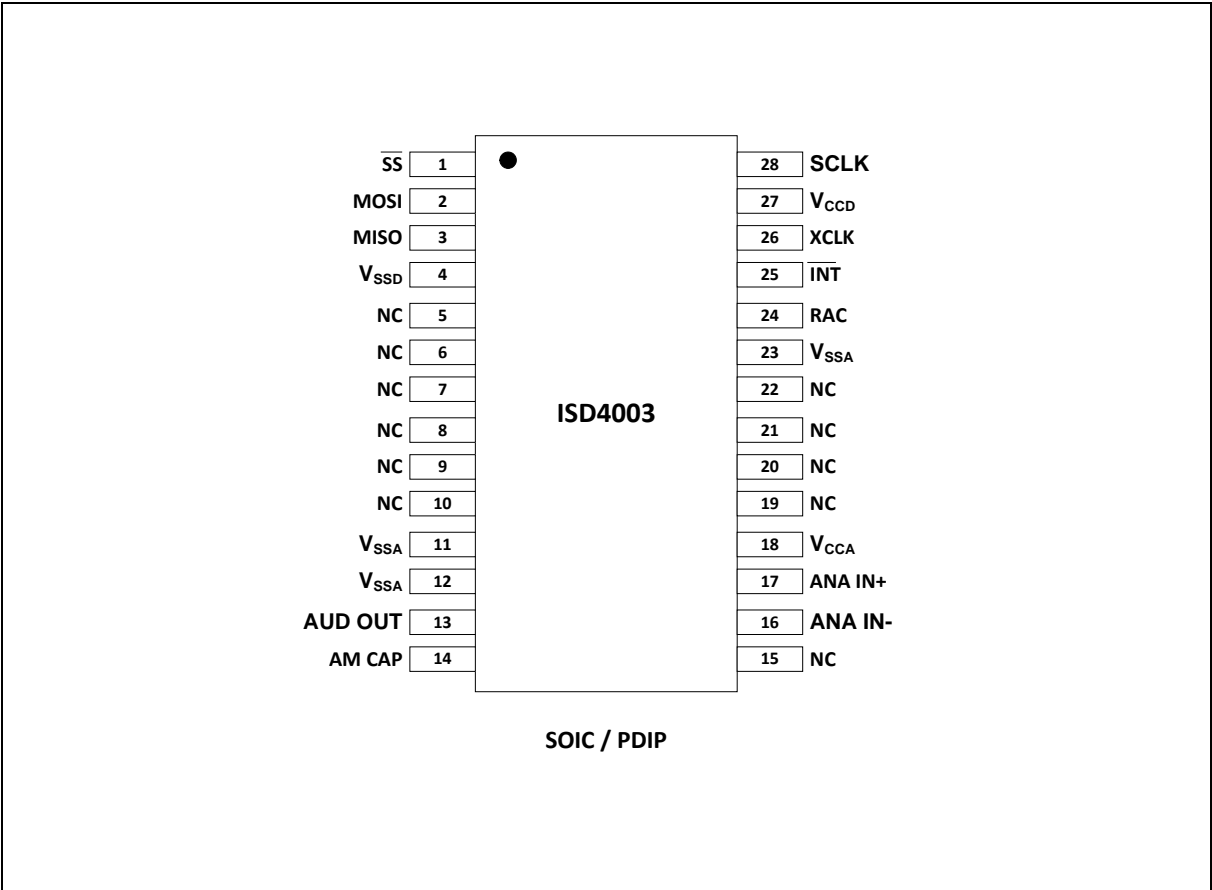 SS 1 28 SCLK
MOSI 2 27 VCCD
MISO 3 26 XCLK
VSSD 4 25 INT
NC 5 24 RAC
NC 6 23 VSSA
NC 7 22 NC
ISD4003
NC 8 21 NC
NC 9 20 NC
NC 10 19 NC
VSSA 11 18 VCCA
VSSA 12 17 ANA IN+
AUD OUT 13 16 ANA IN-
AM CAP 14 15 NC
SOIC / PDIP